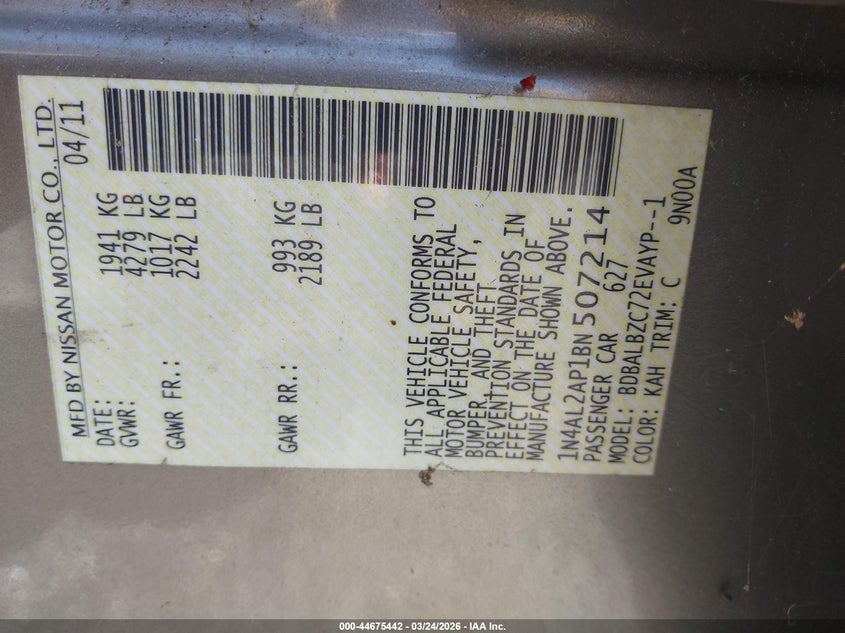 MFD BY NISSAN MOTOR CO., LTD.
DATE: 04/11
GVWR: 1941 KG
4279 LB
GAWR FR.: 1017 KG
2242 LB
GAWR RR.: 993 KG
2189 LB
THIS VEHICLE CONFORMS TO
ALL APPLICABLE FEDERAL
MOTOR VEHICLE SAFETY,
BUMPER, AND THEFT
PREVENTION STANDARDS IN
EFFECT ON THE DATE OF
MANUFACTURE SHOWN ABOVE.
1N4AL2AP1BN507214
PASSENGER CAR 627
MODEL: BDBALBZC72EVAYP--1
COLOR: KAH TRIM: C 9N00A
000-44675442 - 03/24/2026 - IAA Inc.